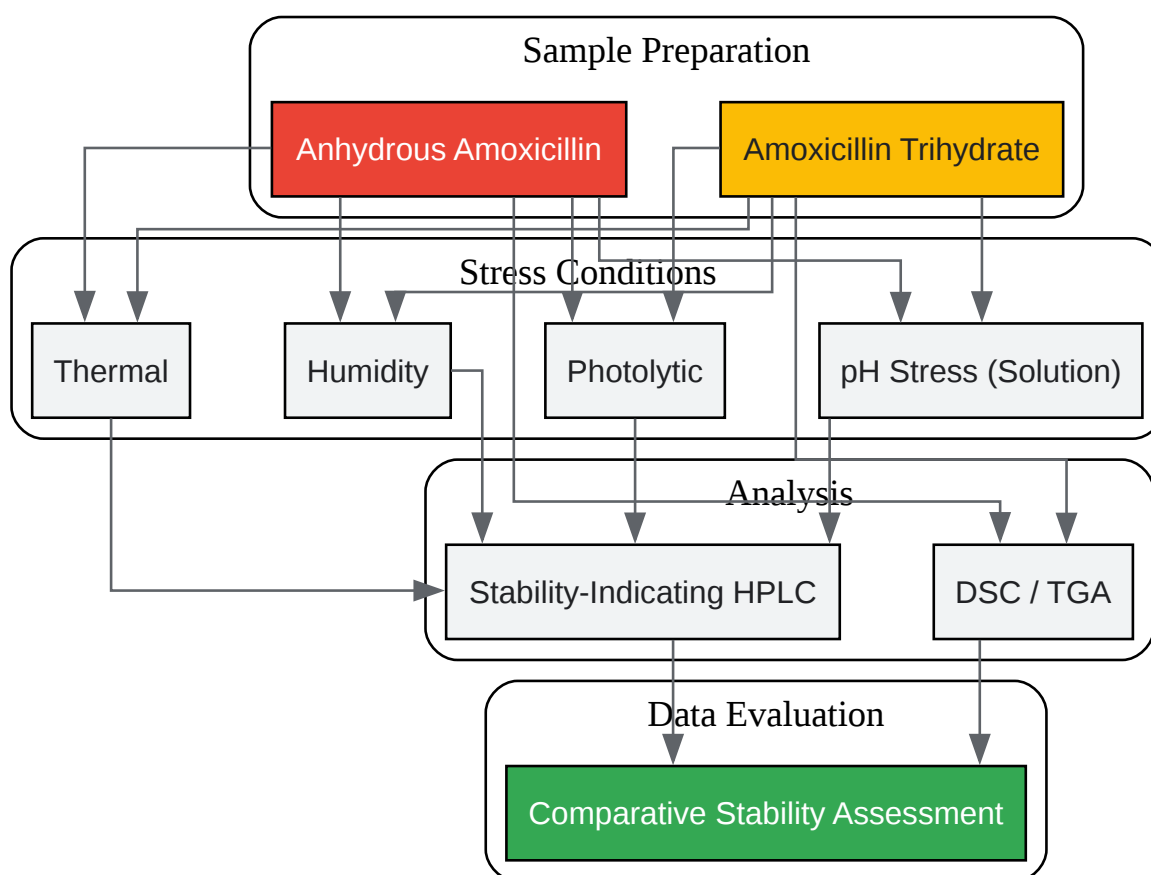 Sample Preparation
Anhydrous Amoxicillin
Amoxicillin Trihydrate
Stress Conditions
Thermal
Humidity
Photolytic
pH Stress (Solution)
Analysis
Stability-Indicating HPLC
DSC / TGA
Data Evaluation
Comparative Stability Assessment